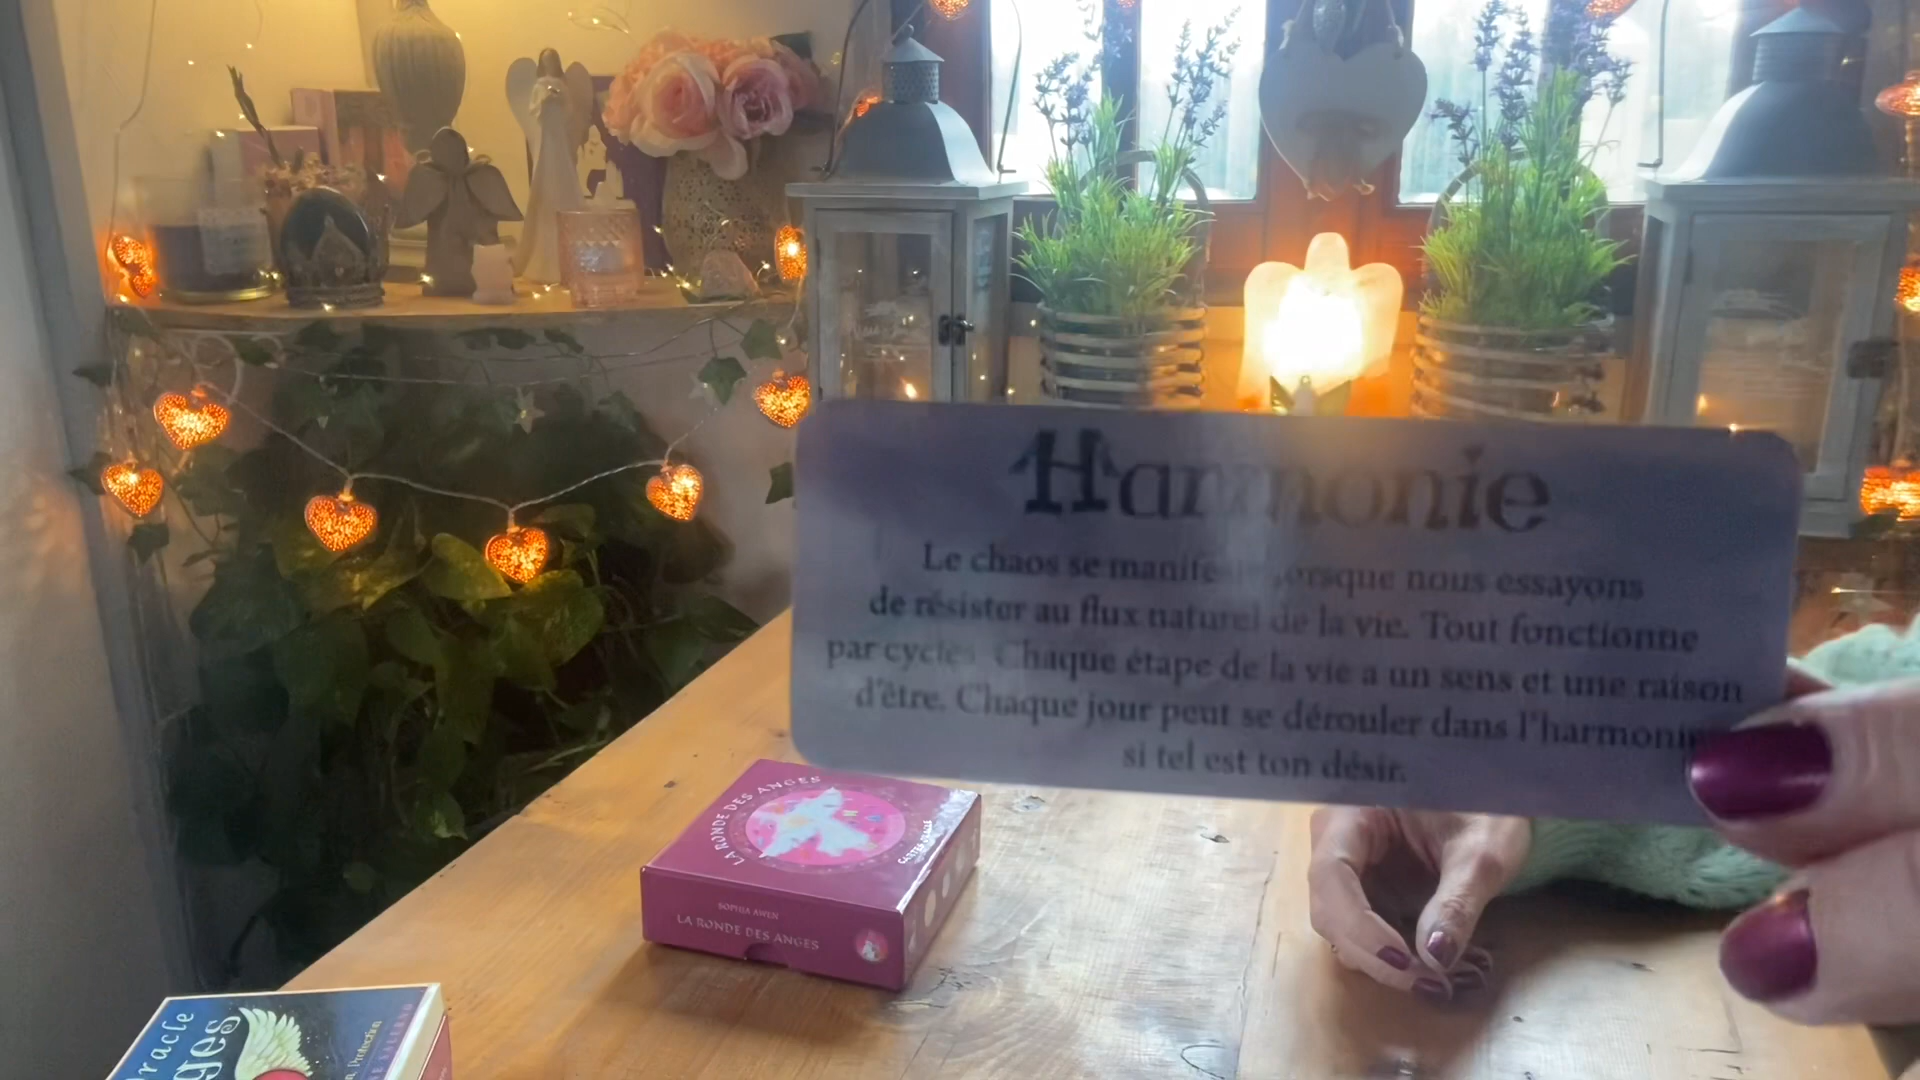 Harmonie
Le chaos se manifeste lorsque nous essayons
de résister au flux naturel de la vie. Tout fonctionne
par cycles. Chaque étape de la vie a un sens et une raison
d'être. Chaque jour peut se dérouler dans l'harmonie
si tel est ton désir.
LA RONDE DES ANGES
CARTES ORACLE
SOPHIA AWEN
LA RONDE DES ANGES
Protection